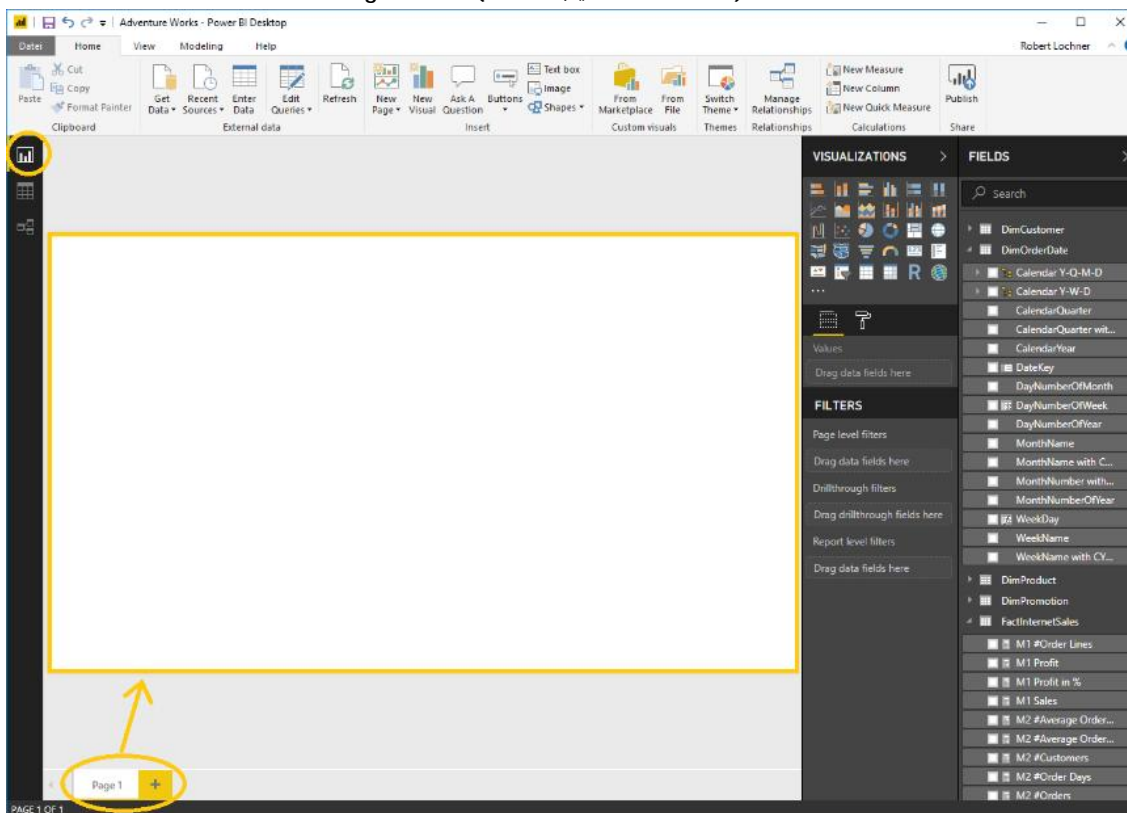 Adventure Works - Power BI Desktop
Datei Home View Modeling Help Robert Lochner
Paste
Cut
Copy
Format Painter
Get Data
Recent Sources
Enter Data
Edit Queries
Refresh
New Page
New Visual
Ask A Question
Buttons
Text box
Image
Shapes
From Marketplace
From File
Switch Theme
Manage Relationships
New Measure
New Column
New Quick Measure
Publish
Clipboard External data Insert Custom visuals Themes Relationships Calculations Share
VISUALIZATIONS
R
...
Values
Drag data fields here
FILTERS
Page level filters
Drag data fields here
Drillthrough filters
Drag drillthrough fields here
Report level filters
Drag data fields here
FIELDS
Search
DimCustomer
DimOrderDate
Calendar Y-Q-M-D
Calendar Y-W-D
CalendarQuarter
CalendarQuarter wit...
CalendarYear
DateKey
DayNumberOfMonth
DayNumberOfWeek
DayNumberOfYear
MonthName
MonthName with C...
MonthNumber with...
MonthNumberOfYear
WeekDay
WeekName
WeekName with CY...
DimProduct
DimPromotion
FactInternetSales
M1 #Order Lines
M1 Profit
M1 Profit in %
M1 Sales
M2 #Average Order...
M2 #Average Order...
M2 #Customers
M2 #Order Days
M2 #Orders
Page 1 +
PAGE 1 OF 1